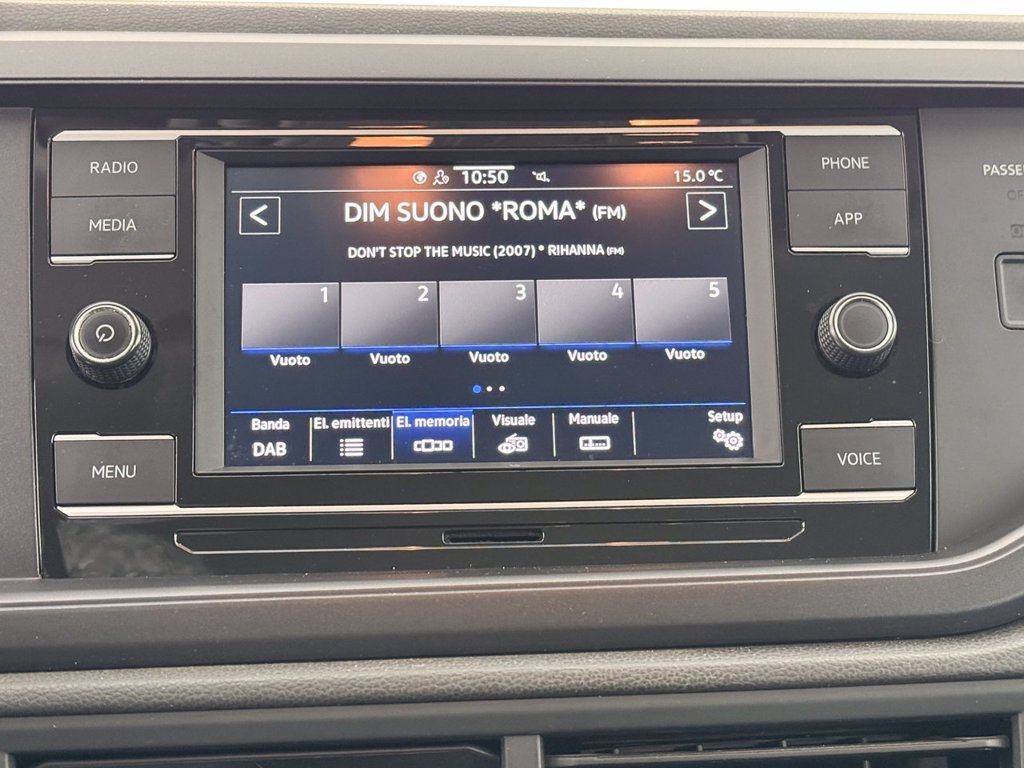 RADIO
MEDIA
MENU
10:50
15.0 °C
<
DIM SUONO *ROMA* (FM)
>
DON'T STOP THE MUSIC (2007) * RIHANNA (FM)
1 2 3 4 5
Vuoto Vuoto Vuoto Vuoto Vuoto
Banda El. emittenti El. memoria Visuale Manuale Setup
DAB
PHONE
APP
VOICE